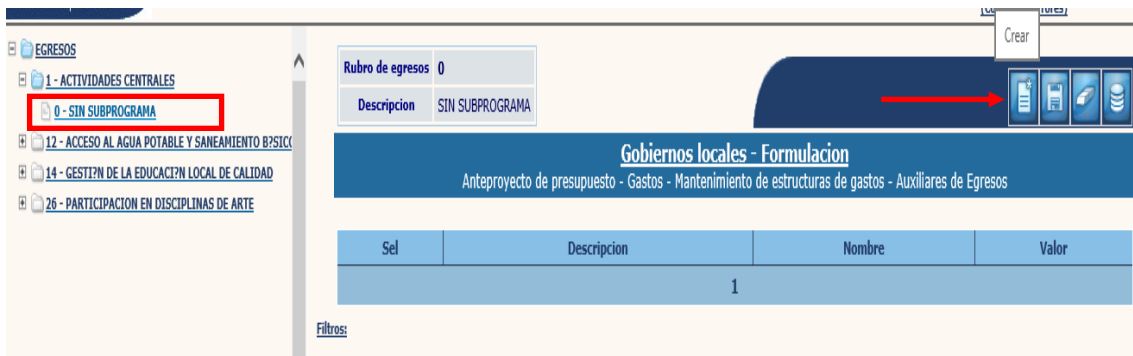 Crear
EGRESOS
1 - ACTIVIDADES CENTRALES
0 - SIN SUBPROGRAMA
12 - ACCESO AL AGUA POTABLE Y SANEAMIENTO B?SIC
14 - GESTI?N DE LA EDUCACI?N LOCAL DE CALIDAD
26 - PARTICIPACION EN DISCIPLINAS DE ARTE
Rubro de egresos 0
Descripcion SIN SUBPROGRAMA
Gobiernos locales - Formulacion
Anteproyecto de presupuesto - Gastos - Mantenimiento de estructuras de gastos - Auxiliares de Egresos
Sel Descripcion Nombre Valor
1
Filtros: